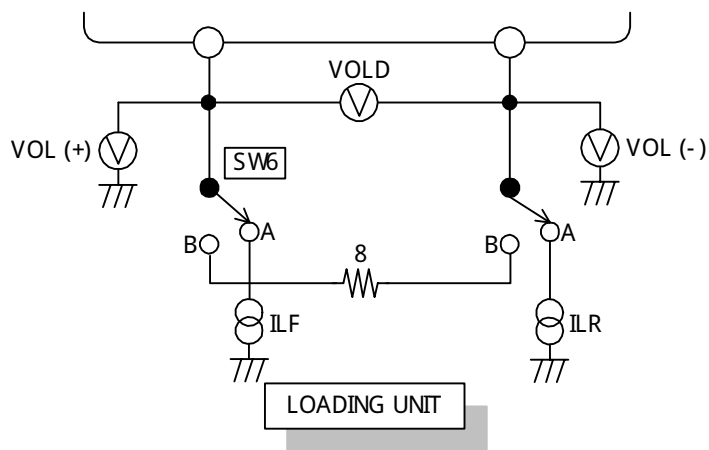 VOLD
VOL (+) V V V VOL (-)
SW6
A A
B B
8
ILF ILR
LOADING UNIT